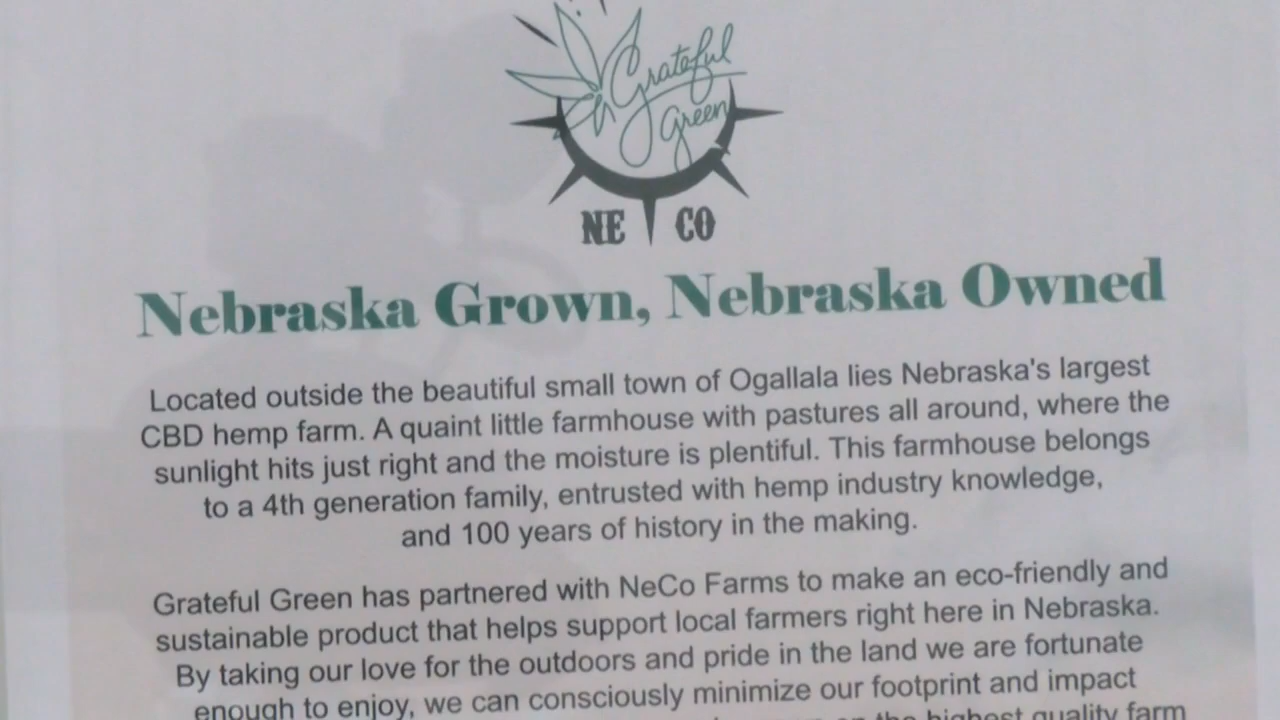 Grateful
Green
NE CO
Nebraska Grown, Nebraska Owned
Located outside the beautiful small town of Ogallala lies Nebraska's largest
CBD hemp farm. A quaint little farmhouse with pastures all around, where the
sunlight hits just right and the moisture is plentiful. This farmhouse belongs
to a 4th generation family, entrusted with hemp industry knowledge,
and 100 years of history in the making.
Grateful Green has partnered with NeCo Farms to make an eco-friendly and
sustainable product that helps support local farmers right here in Nebraska.
By taking our love for the outdoors and pride in the land we are fortunate
enough to enjoy, we can consciously minimize our footprint and impact
the highest quality farm